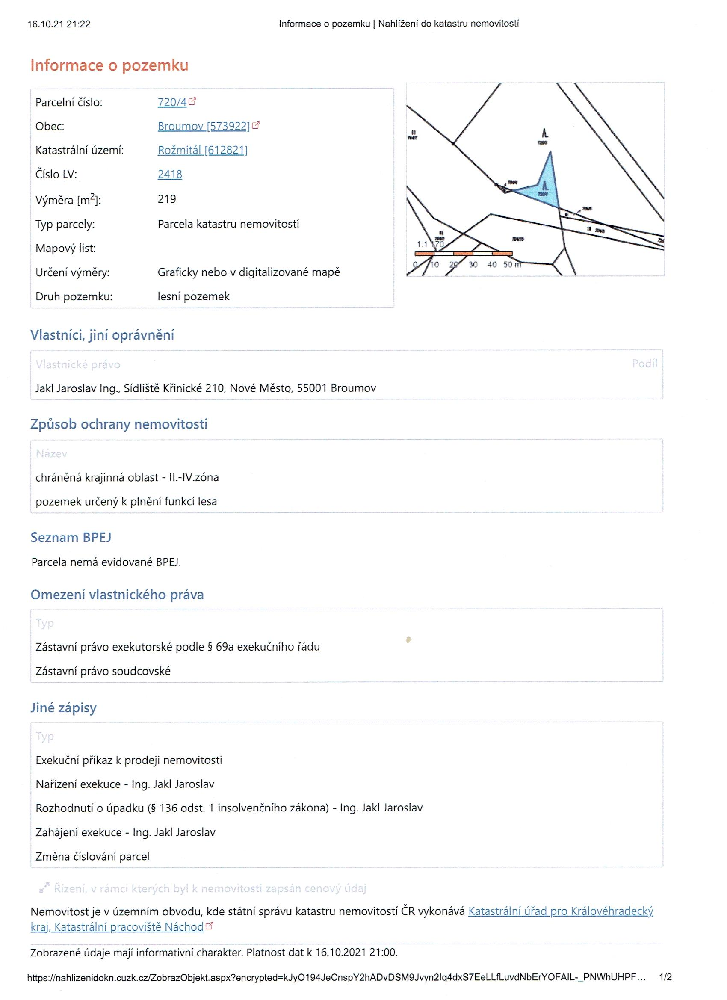 16.10.21 21:22
Informace o pozemku | Nahlížení do katastru nemovitostí
Informace o pozemku
Parcelní číslo: 720/4
Obec: Broumov [573922]
Katastrální území: Rožmitál [612821]
Číslo LV: 2418
Výměra [m2]: 219
Typ parcely: Parcela katastru nemovitostí
Mapový list:
Určení výměry: Graficky nebo v digitalizované mapě
Druh pozemku: lesní pozemek
1:1 170
0 10 20 30 40 50 m
Vlastníci, jiní oprávnění
Vlastnické právo Podíl
Jakl Jaroslav Ing., Sídliště Křinické 210, Nové Město, 55001 Broumov
Způsob ochrany nemovitosti
Název
chráněná krajinná oblast - II.-IV.zóna
pozemek určený k plnění funkcí lesa
Seznam BPEJ
Parcela nemá evidované BPEJ.
Omezení vlastnického práva
Typ
Zástavní právo exekutorské podle § 69a exekučního řádu
Zástavní právo soudcovské
Jiné zápisy
Typ
Exekuční příkaz k prodeji nemovitosti
Nařízení exekuce - Ing. Jakl Jaroslav
Rozhodnutí o úpadku (§ 136 odst. 1 insolvenčního zákona) - Ing. Jakl Jaroslav
Zahájení exekuce - Ing. Jakl Jaroslav
Změna číslování parcel
Řízení, v rámci kterých byl k nemovitosti zapsán cenový údaj
Nemovitost je v územním obvodu, kde státní správu katastru nemovitostí ČR vykonává Katastrální úřad pro Královéhradecký
kraj, Katastrální pracoviště Náchod
Zobrazené údaje mají informativní charakter. Platnost dat k 16.10.2021 21:00.
https://nahlizenidokn.cuzk.cz/ZobrazObjekt.aspx?encrypted=kJyO194JeCnspY2hADvDSM9Jvyn2Iq4dxS7EeLLfLuvdNbErYOFAIL-_PNWhUHPF... 1/2